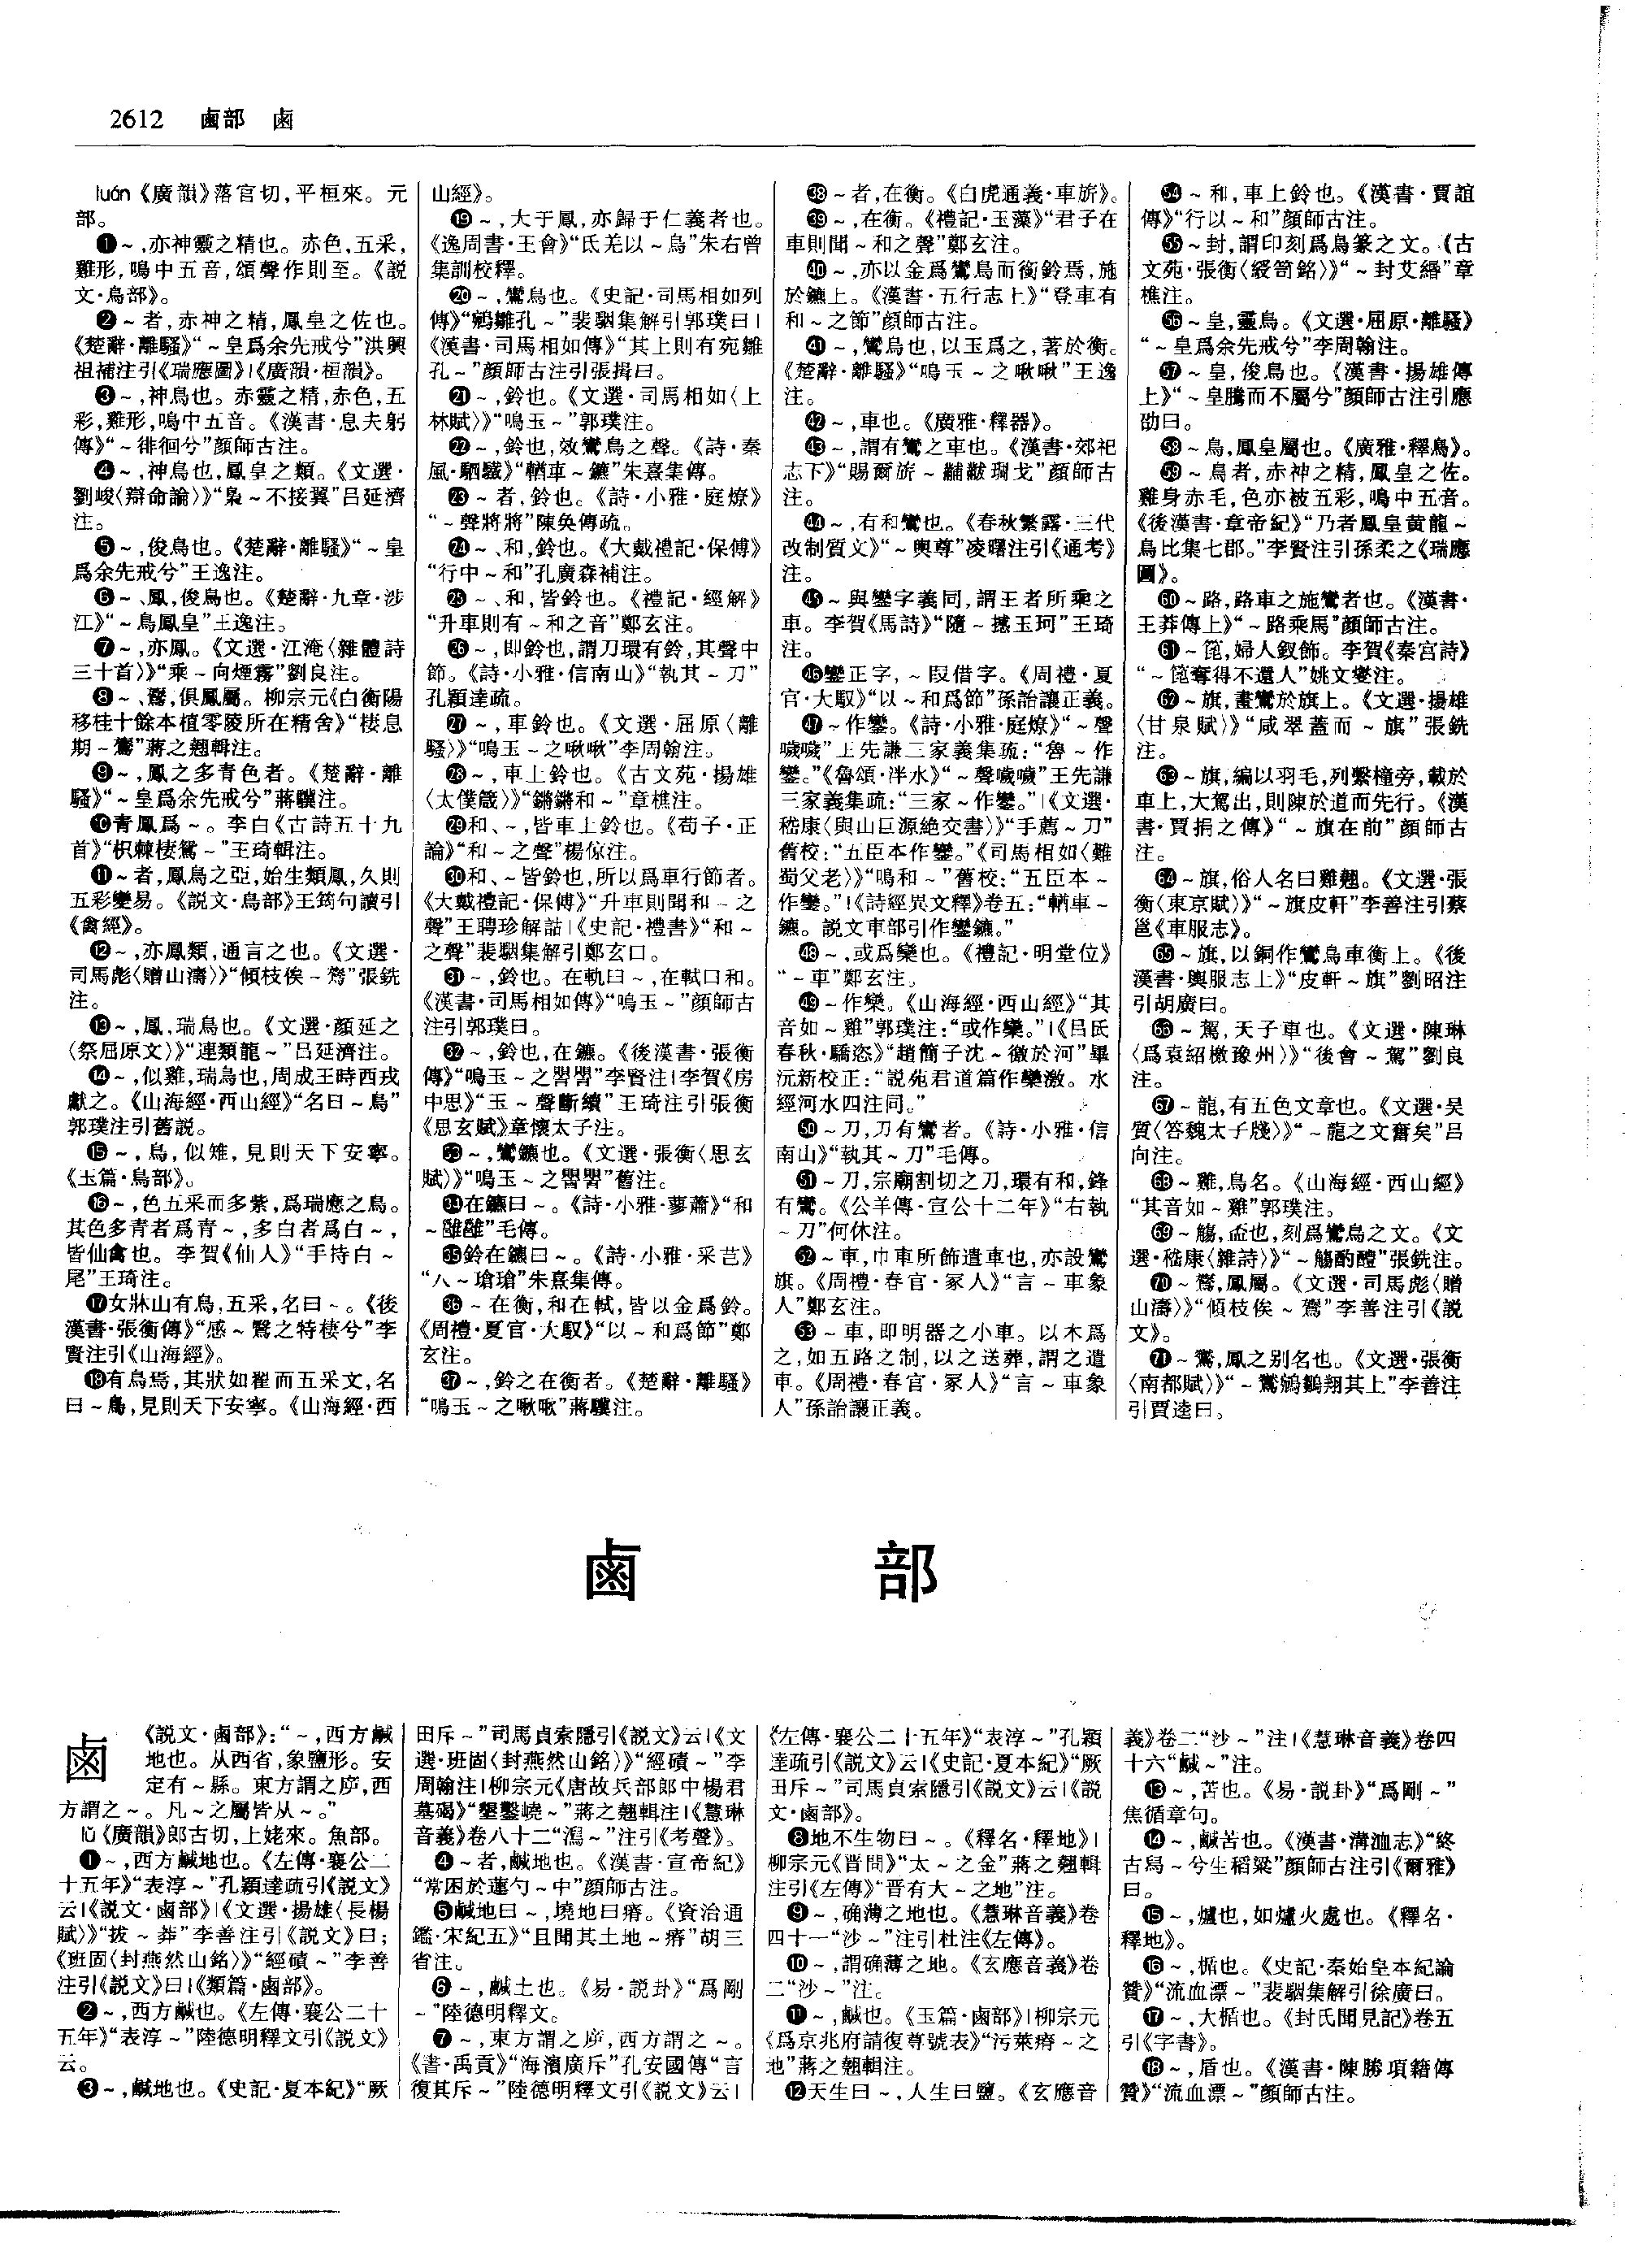 2612 鹵部 鹵
luán《廣韻》落官切,平桓來。元
部。
❶～,亦神靈之精也。赤色,五采,
雞形,鳴中五音,頌聲作則至。《説
文·鳥部》。
❷～者,赤神之精,鳳皇之佐也。
《楚辭·離騷》“～皇爲余先戒兮”洪興
祖補注引《瑞應圖》|《廣韻·桓韻》。
❸～,神鳥也。赤靈之精,赤色,五
彩,雞形,鳴中五音。《漢書·息夫躬
傳》“～徘徊兮”顔師古注。
❹～,神鳥也,鳳皇之類。《文選·
劉峻〈辯命論〉》“梟～不接翼”吕延濟
注。
❺～,俊鳥也。《楚辭·離騷》“～皇
爲余先戒兮”王逸注。
❻～、鳳,俊鳥也。《楚辭·九章·涉
江》“～鳥鳳皇”王逸注。
❼～,亦鳳。《文選·江淹〈雜體詩
三十首〉》“乘～向煙霧”劉良注。
❽～、鷟,俱鳳屬。柳宗元《自衡陽
移桂十餘本植零陵所在精舍》“棲息
期～鷟”蔣之翹輯注。
❾～,鳳之多青色者。《楚辭·離
騷》“～皇爲余先戒兮”蔣驥注。
❿青鳳爲～。李白《古詩五十九
首》“枳棘棲鴛～”王琦輯注。
⓫～者,鳳鳥之亞,始生類鳳,久則
五彩變易。《説文·鳥部》王筠句讀引
《禽經》。
⓬～,亦鳳類,通言之也。《文選·
司馬彪〈贈山濤〉》“傾枝俟～鷟”張銑
注。
⓭～,鳳,瑞鳥也。《文選·顔延之
〈祭屈原文〉》“連類龍～”吕延濟注。
⓮～,似雞,瑞鳥也,周成王時西戎
獻之。《山海經·西山經》“名曰～鳥”
郭璞注引舊説。
⓯～,鳥,似雉,見則天下安寧。
《玉篇·鳥部》。
⓰～,色五采而多紫,爲瑞應之鳥。
其色多青者爲青～,多白者爲白～,
皆仙禽也。李賀《仙人》“手持白～
尾”王琦注。
⓱女牀山有鳥,五采,名曰～。《後
漢書·張衡傳》“感～鷖之特棲兮”李
賢注引《山海經》。
⓲有鳥焉,其狀如翟而五采文,名
曰～鳥,見則天下安寧。《山海經·西
山經》。
⓳～,大于鳳,亦歸于仁義者也。
《逸周書·王會》“氐羌以～鳥”朱右曾
集訓校釋。
⓴～,鸞鳥也。《史記·司馬相如列
傳》“鵷雛孔～”裴駰集解引郭璞曰|
《漢書·司馬相如傳》“其上則有宛雛
孔～”顔師古注引張揖曰。
㉑～,鈴也。《文選·司馬相如〈上
林賦〉》“鳴玉～”郭璞注。
㉒～,鈴也,效鸞鳥之聲。《詩·秦
風·駟驖》“輶車～鑣”朱熹集傳。
㉓～者,鈴也。《詩·小雅·庭燎》
“～聲將將”陳奂傳疏。
㉔～、和,鈴也。《大戴禮記·保傅》
“行中～和”孔廣森補注。
㉕～、和,皆鈴也。《禮記·經解》
“升車則有～和之音”鄭玄注。
㉖～,即鈴也,謂刀環有鈴,其聲中
節。《詩·小雅·信南山》“執其～刀”
孔穎達疏。
㉗～,車鈴也。《文選·屈原〈離
騷〉》“鳴玉～之啾啾”李周翰注。
㉘～,車上鈴也。《古文苑·揚雄
〈太僕箴〉》“鏘鏘和～”章樵注。
㉙和、～,皆車上鈴也。《荀子·正
論》“和～之聲”楊倞注。
㉚和、～皆鈴也,所以爲車行節者。
《大戴禮記·保傅》“升車則聞和～之
聲”王聘珍解詁|《史記·禮書》“和～
之聲”裴駰集解引鄭玄曰。
㉛～,鈴也。在軌曰～,在軾曰和。
《漢書·司馬相如傳》“鳴玉～”顔師古
注引郭璞曰。
㉜～,鈴也,在鑣。《後漢書·張衡
傳》“鳴玉～之譻譻”李賢注|李賀《房
中思》“玉～聲斷續”王琦注引張衡
《思玄賦》章懷太子注。
㉝～,鸞鑣也。《文選·張衡〈思玄
賦〉》“鳴玉～之譻譻”舊注。
㉞在鑣曰～。《詩·小雅·蓼蕭》“和
～雝雝”毛傳。
㉟鈴在鑣曰～。《詩·小雅·采芑》
“八～瑲瑲”朱熹集傳。
㊱～在衡,和在軾,皆以金爲鈴。
《周禮·夏官·大馭》“以～和爲節”鄭
玄注。
㊲～,鈴之在衡者。《楚辭·離騷》
“鳴玉～之啾啾”蔣驥注。
㊳～者,在衡。《白虎通義·車旂》。
㊴～,在衡。《禮記·玉藻》“君子在
車則聞～和之聲”鄭玄注。
㊵～,亦以金爲鸞鳥而銜鈴焉,施
於鑣上。《漢書·五行志上》“登車有
和～之節”顔師古注。
㊶～,鸞鳥也,以玉爲之,著於衡。
《楚辭·離騷》“鳴玉～之啾啾”王逸
注。
㊷～,車也。《廣雅·釋器》。
㊸～,謂有鸞之車也。《漢書·郊祀
志下》“賜爾旂～黼黻琱戈”顔師古
注。
㊹～,有和鸞也。《春秋繁露·三代
改制質文》“～輿尊”凌曙注引《通考》
注。
㊺～與鑾字義同,謂王者所乘之
車。李賀《馬詩》“隨～撼玉珂”王琦
注。
㊻鑾正字,～叚借字。《周禮·夏
官·大馭》“以～和爲節”孫詒讓正義。
㊼～作鑾。《詩·小雅·庭燎》“～聲
噦噦”王先謙三家義集疏:“魯～作
鑾。”《魯頌·泮水》“～聲噦噦”王先謙
三家義集疏:“三家～作鑾。”|《文選·
嵇康〈與山巨源絶交書〉》“手薦～刀”
舊校:“五臣本作鑾。”《司馬相如〈難
蜀父老〉》“鳴和～”舊校:“五臣本～
作鑾。”|《詩經異文釋》卷五:“輶車～
鑣。説文車部引作鑾鑣。”
㊽～,或爲欒也。《禮記·明堂位》
“～車”鄭玄注。
㊾～作欒。《山海經·西山經》“其
音如～雞”郭璞注:“或作欒。”|《吕氏
春秋·驕恣》“趙簡子沈～徼於河”畢
沅新校正:“説苑君道篇作欒激。水
經河水四注同。”
㊿～刀,刀有鸞者。《詩·小雅·信
南山》“執其～刀”毛傳。
51～刀,宗廟割切之刀,環有和,鋒
有鸞。《公羊傳·宣公十二年》“右執
～刀”何休注。
52～車,巾車所飾遣車也,亦設鸞
旗。《周禮·春官·冢人》“言～車象
人”鄭玄注。
53～車,即明器之小車。以木爲
之,如五路之制,以之送葬,謂之遣
車。《周禮·春官·冢人》“言～車象
人”孫詒讓正義。
54～和,車上鈴也。《漢書·賈誼
傳》“行以～和”顔師古注。
55～封,謂印刻爲鳥篆之文。《古
文苑·張衡〈綬笥銘〉》“～封艾緡”章
樵注。
56～皇,靈鳥。《文選·屈原·離騷》
“～皇爲余先戒兮”李周翰注。
57～皇,俊鳥也。《漢書·揚雄傳
上》“～皇騰而不屬兮”顔師古注引應
劭曰。
58～鳥,鳳皇屬也。《廣雅·釋鳥》。
59～鳥者,赤神之精,鳳皇之佐。
雞身赤毛,色亦被五彩,鳴中五音。
《後漢書·章帝紀》“乃者鳳皇黄龍～
鳥比集七郡。”李賢注引孫柔之《瑞應
圖》。
60～路,路車之施鸞者也。《漢書·
王莽傳上》“～路乘馬”顔師古注。
61～箆,婦人釵飾。李賀《秦宫詩》
“～箆奪得不還人”姚文燮注。
62～旗,畫鸞於旗上。《文選·揚雄
〈甘泉賦〉》“咸翠蓋而～旗”張銑
注。
63～旗,編以羽毛,列繫橦旁,載於
車上,大駕出,則陳於道而先行。《漢
書·賈捐之傳》“～旗在前”顔師古
注。
64～旗,俗人名曰雞翹。《文選·張
衡〈東京賦〉》“～旗皮軒”李善注引蔡
邕《車服志》。
65～旗,以銅作鸞鳥車衡上。《後
漢書·輿服志上》“皮軒～旗”劉昭注
引胡廣曰。
66～駕,天子車也。《文選·陳琳
〈爲袁紹檄豫州〉》“後會～駕”劉良
注。
67～龍,有五色文章也。《文選·吴
質〈答魏太子牋〉》“～龍之文奮矣”吕
向注。
68～雞,鳥名。《山海經·西山經》
“其音如～雞”郭璞注。
69～觴,盃也,刻爲鸞鳥之文。《文
選·嵇康〈雜詩〉》“～觴酌醴”張銑注。
70～鷟,鳳屬。《文選·司馬彪〈贈
山濤〉》“傾枝俟～鷟”李善注引《説
文》。
71～鷟,鳳之别名也。《文選·張衡
〈南都賦〉》“～鷟鵷鶵翔其上”李善注
引賈逵曰。
鹵 部
鹵
《説文·鹵部》:“～,西方鹹
地也。从西省,象鹽形。安
定有～縣。東方謂之㡿,西
方謂之～。凡～之屬皆从～。”
lǔ《廣韻》郎古切,上姥來。魚部。
❶～,西方鹹地也。《左傳·襄公二
十五年》“表淳～”孔穎達疏引《説文》
云|《説文·鹵部》|《文選·揚雄〈長楊
賦〉》“拔～莽”李善注引《説文》曰;
《班固〈封燕然山銘〉》“經磧～”李善
注引《説文》曰|《類篇·鹵部》。
❷～,西方鹹也。《左傳·襄公二十
五年》“表淳～”陸德明釋文引《説文》
云。
❸～,鹹地也。《史記·夏本紀》“厥
田斥～”司馬貞索隱引《説文》云|《文
選·班固〈封燕然山銘〉》“經磧～”李
周翰注|柳宗元《唐故兵部郎中楊君
墓碣》“墾鑿嶢～”蔣之翹輯注|《慧琳
音義》卷八十二“潟～”注引《考聲》。
❹～者,鹹地也。《漢書·宣帝紀》
“常困於蓮勺～中”顔師古注。
❺鹹地曰～,墝地曰瘠。《資治通
鑑·宋紀五》“且聞其土地～瘠”胡三
省注。
❻～,鹹土也。《易·説卦》“爲剛
～”陸德明釋文。
❼～,東方謂之㡿,西方謂之～。
《書·禹貢》“海濱廣斥”孔安國傳“言
復其斥～”陸德明釋文引《説文》云|
《左傳·襄公二十五年》“表淳～”孔穎
達疏引《説文》云|《史記·夏本紀》“厥
田斥～”司馬貞索隱引《説文》云|《説
文·鹵部》。
❽地不生物曰～。《釋名·釋地》|
柳宗元《晋問》“太～之金”蔣之翹輯
注引《左傳》“晋有大～之地”注。
❾～,确薄之地也。《慧琳音義》卷
四十一“沙～”注引杜注《左傳》。
❿～,謂确薄之地。《玄應音義》卷
二“沙～”注。
⓫～,鹹也。《玉篇·鹵部》|柳宗元
《爲京兆府請復尊號表》“污萊瘠～之
地”蔣之翹輯注。
⓬天生曰～,人生曰鹽。《玄應音
義》卷二“沙～”注|《慧琳音義》卷四
十六“鹹～”注。
⓭～,苦也。《易·説卦》“爲剛～”
焦循章句。
⓮～,鹹苦也。《漢書·溝洫志》“終
古舄～兮生稻粱”顔師古注引《爾雅》
曰。
⓯～,爐也,如爐火處也。《釋名·
釋地》。
⓰～,楯也。《史記·秦始皇本紀論
贊》“流血漂～”裴駰集解引徐廣曰。
⓱～,大楯也。《封氏聞見記》卷五
引《字書》。
⓲～,盾也。《漢書·陳勝項籍傳
贊》“流血漂～”顔師古注。